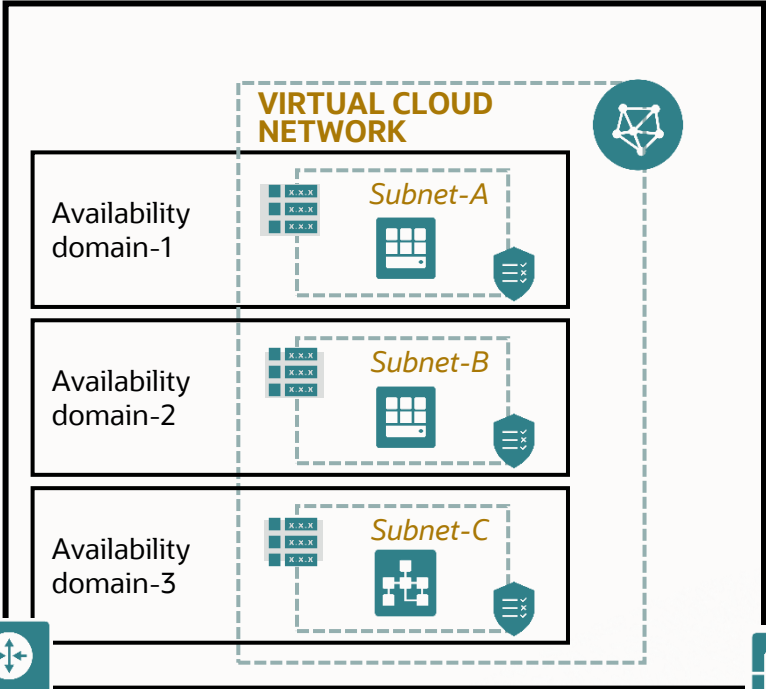 VIRTUAL CLOUD
NETWORK
Availability
domain-1
x.x.x
x.x.x
x.x.x
Subnet-A
Availability
domain-2
x.x.x
x.x.x
x.x.x
Subnet-B
Availability
domain-3
x.x.x
x.x.x
x.x.x
Subnet-C